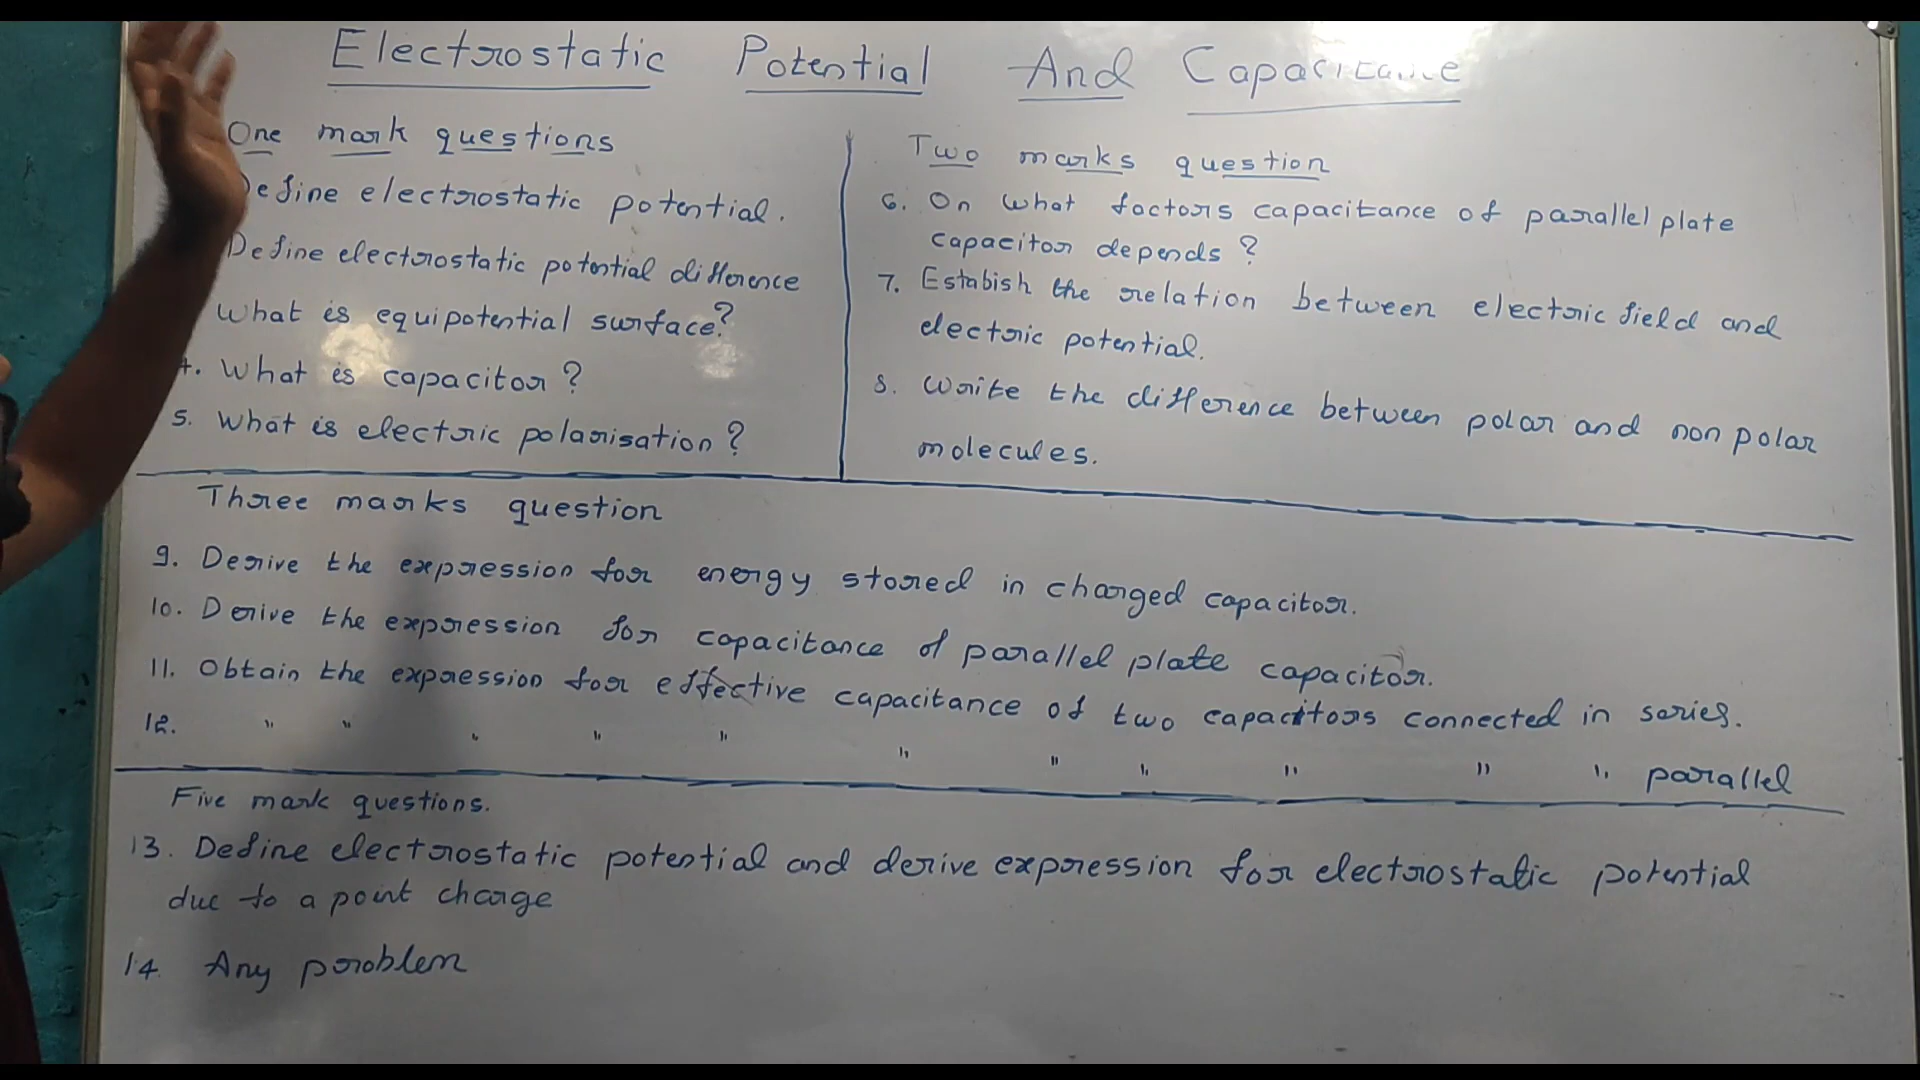 Electrostatic Potential And Capacitance
One mark questions
Define electrostatic potential.
Define electrostatic potential difference
What is equipotential surface?
4. What is capacitor?
5. What is electric polarisation?
Two marks question
6. On what factors capacitance of parallel plate
capacitor depends?
7. Estabish the relation between electric field and
electric potential.
8. Write the difference between polar and non polar
molecules.
Three marks question
9. Derive the expression for energy stored in charged capacitor.
10. Derive the expression for capacitance of parallel plate capacitor.
11. Obtain the expression for effective capacitance of two capacitors connected in series.
12. " " " " " " " " " " " parallel
Five mark questions.
13. Define electrostatic potential and derive expression for electrostatic potential
due to a point charge
14. Any problem